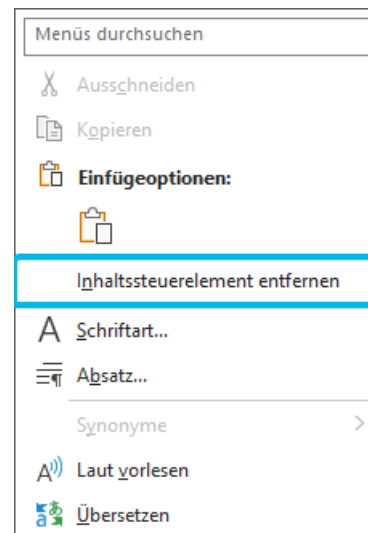 Menüs durchsuchen
Ausschneiden
Kopieren
Einfügeoptionen:
Inhaltssteuerelement entfernen
Schriftart...
Absatz...
Synonyme
Laut vorlesen
Übersetzen